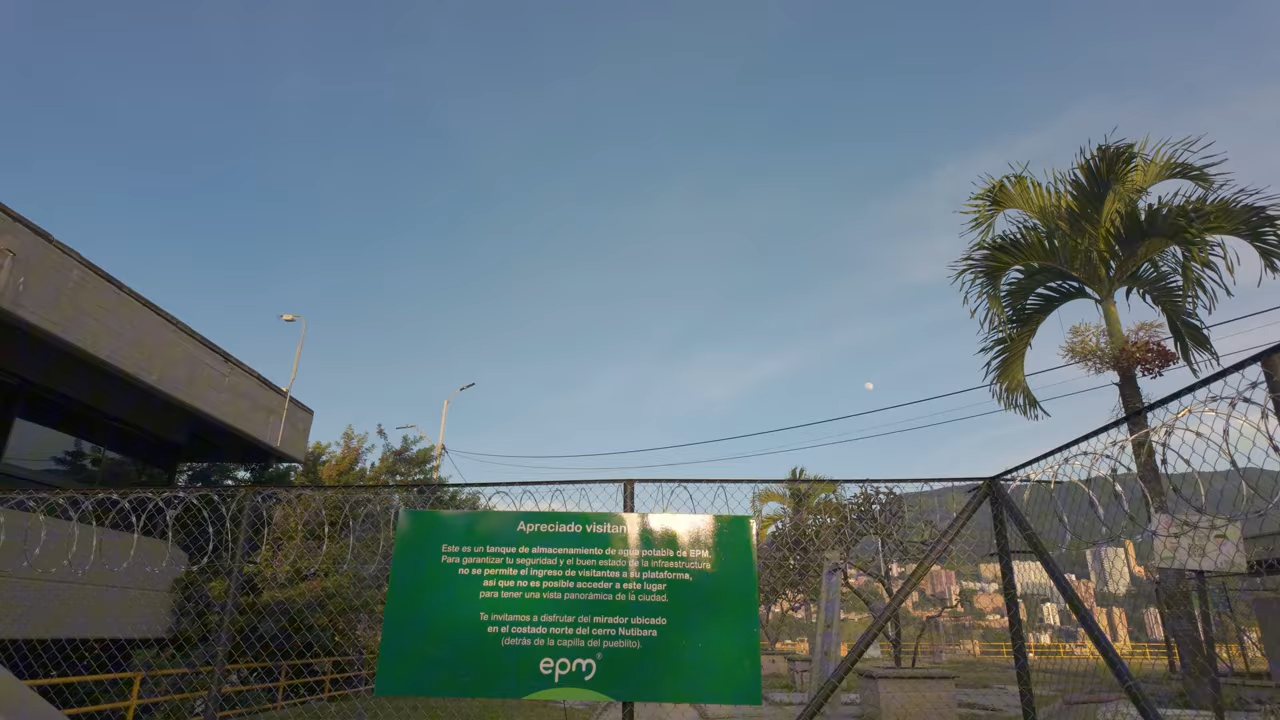 Apreciado visitan
Este es un tanque de almacenamiento de agua potable de EPM.
Para garantizar tu seguridad y el buen estado de la infraestructura
no se permite el ingreso de visitantes a su plataforma,
así que no es posible acceder a este lugar
para tener una vista panorámica de la ciudad.
Te invitamos a disfrutar del mirador ubicado
en el costado norte del cerro Nutibara
(detrás de la capilla del pueblito).
epm®